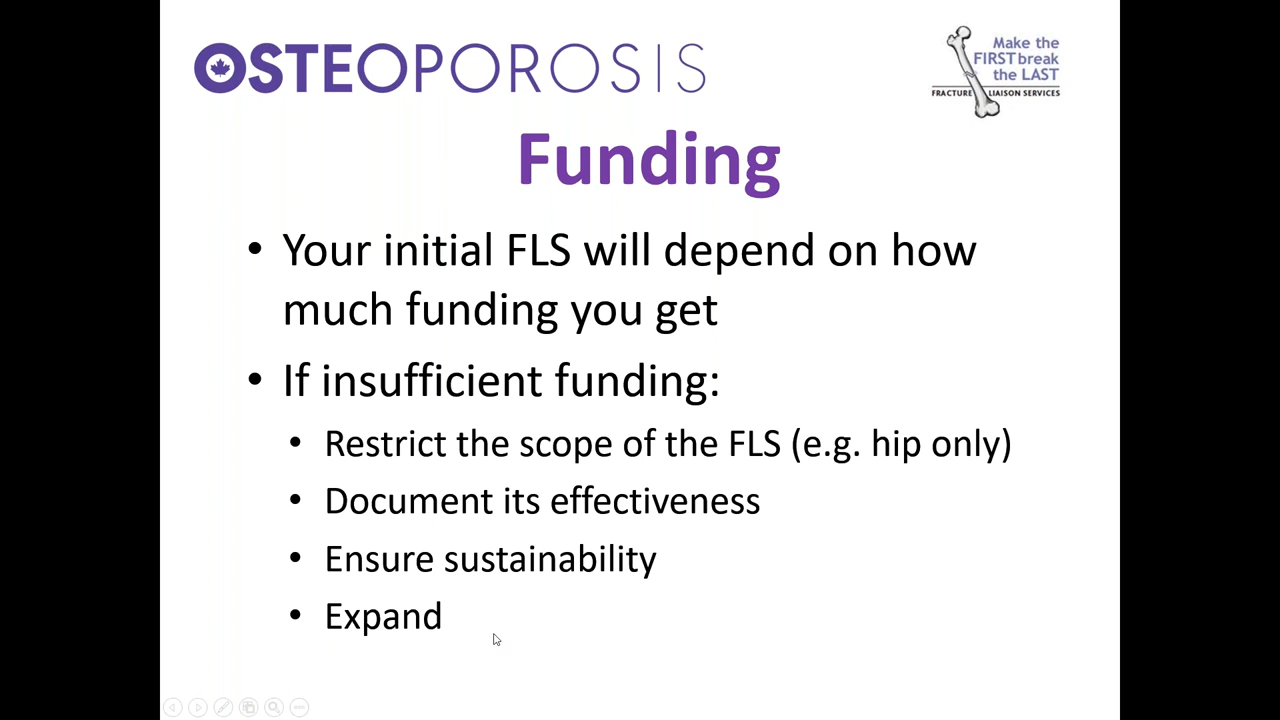 OSTEOPOROSIS
Make the
FIRST break
the LAST
FRACTURE LIAISON SERVICES
Funding
• Your initial FLS will depend on how
much funding you get
• If insufficient funding:
• Restrict the scope of the FLS (e.g. hip only)
• Document its effectiveness
• Ensure sustainability
• Expand